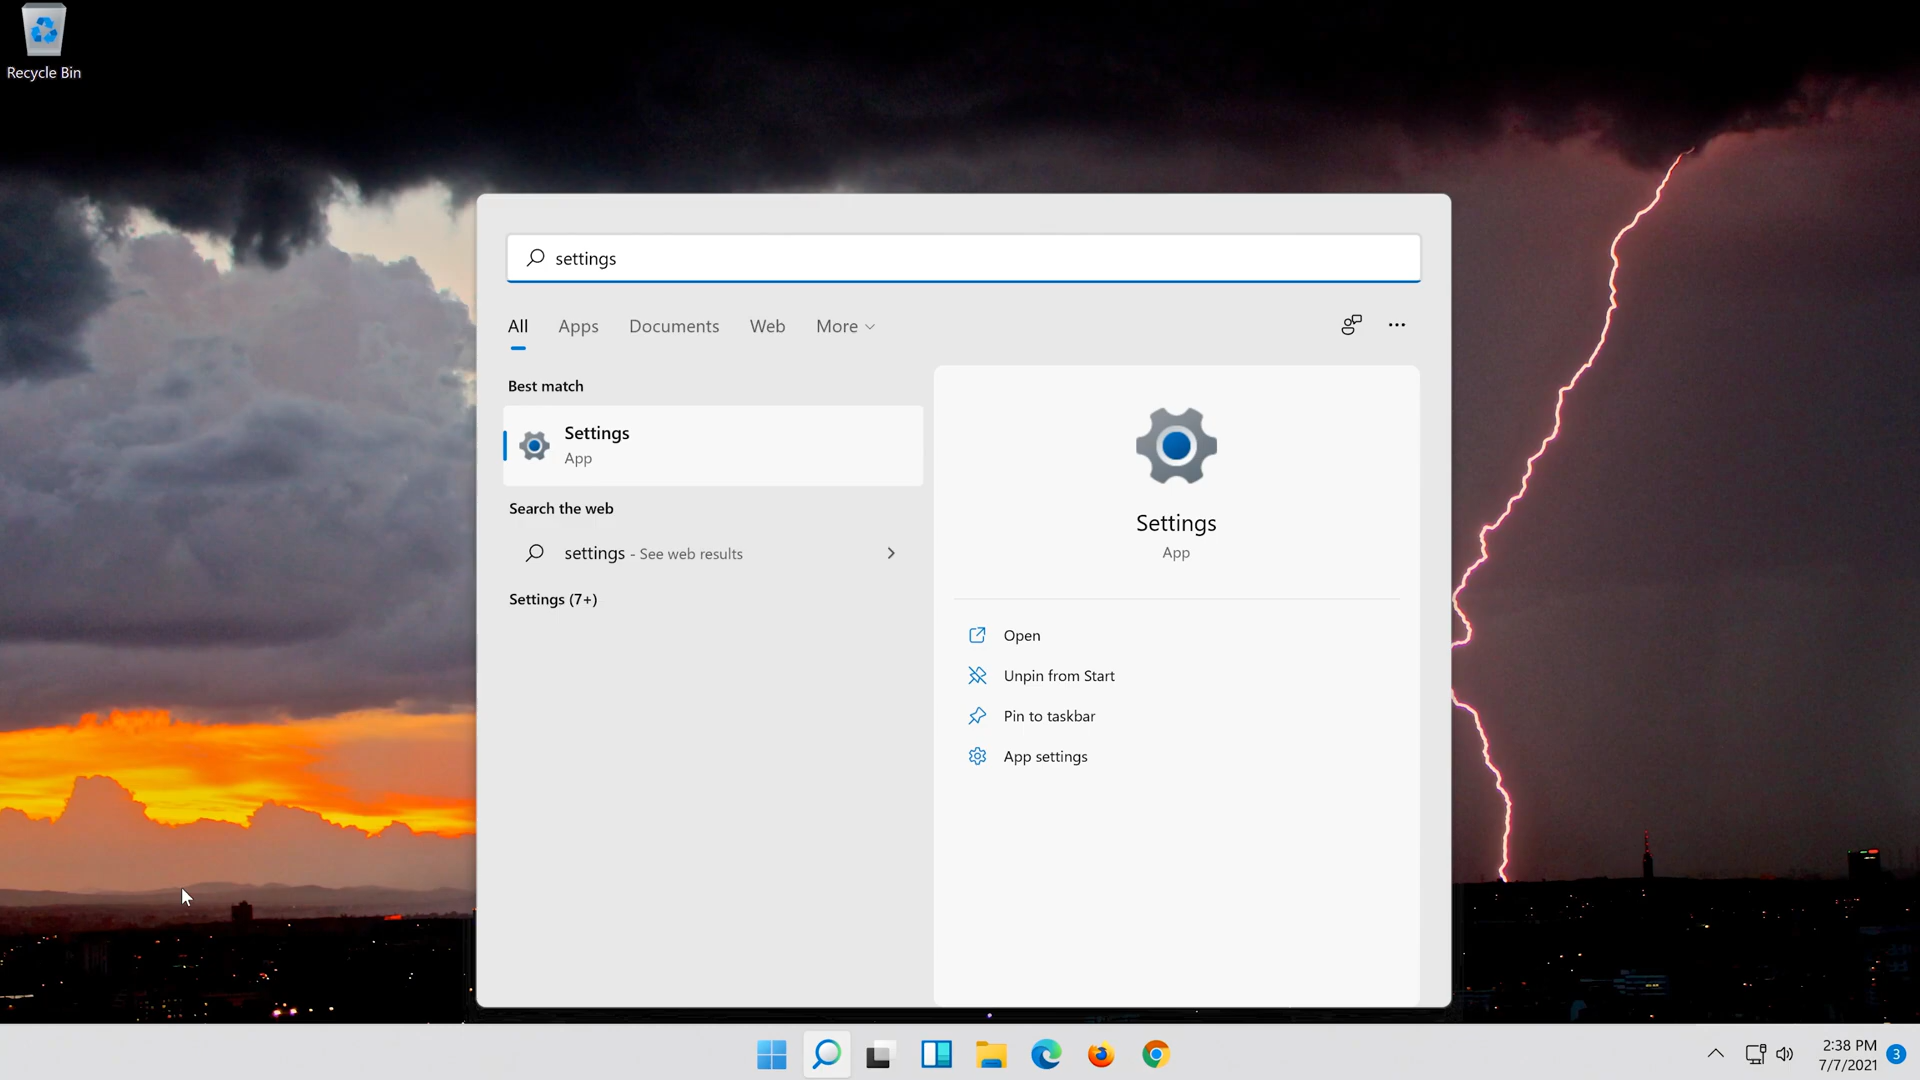 Recycle Bin
settings
All Apps Documents Web More
Best match
Settings
App
Search the web
settings - See web results
Settings (7+)
Settings
App
Open
Unpin from Start
Pin to taskbar
App settings
2:38 PM
7/7/2021
3